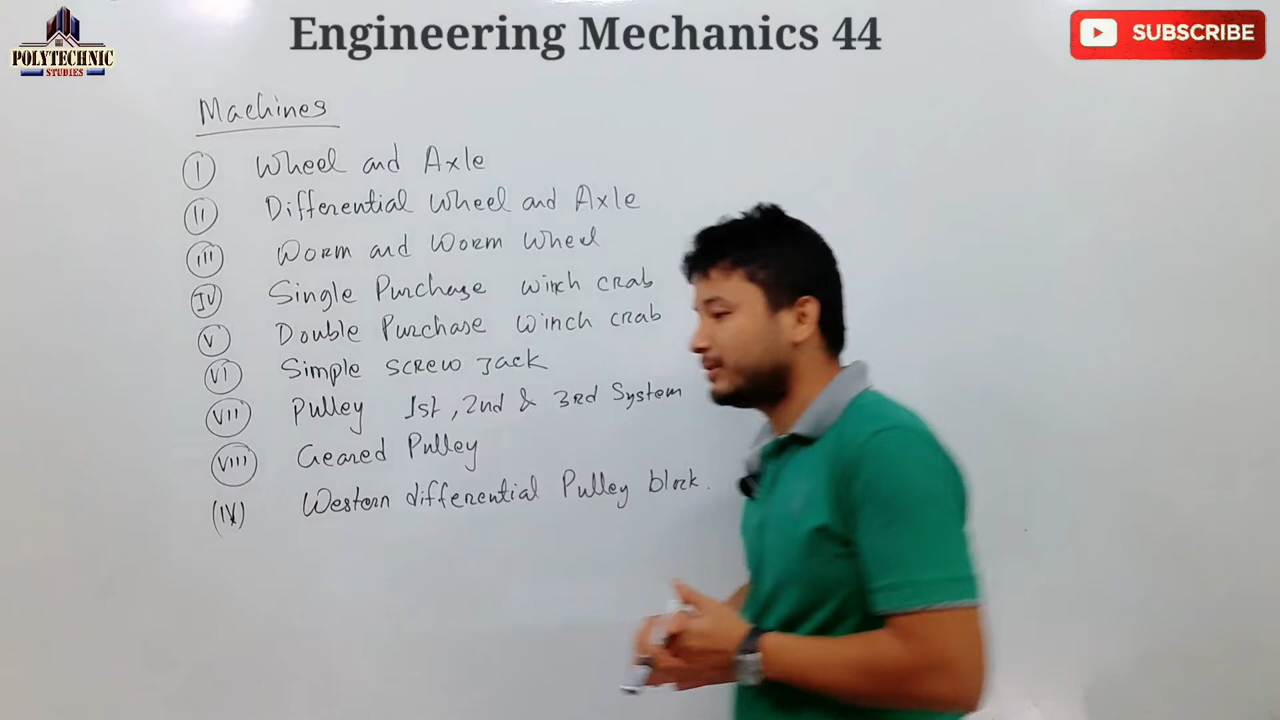 Engineering Mechanics 44
SUBSCRIBE
POLYTECHNIC
STUDIES
Machines
I Wheel and Axle
II Differential Wheel and Axle
III Worm and Worm Wheel
IV Single Purchase winch crab
V Double Purchase winch crab
VI Simple screw Jack
VII Pulley 1st, 2nd & 3rd System
VIII Geared Pulley
(IX) Western differential Pulley block.